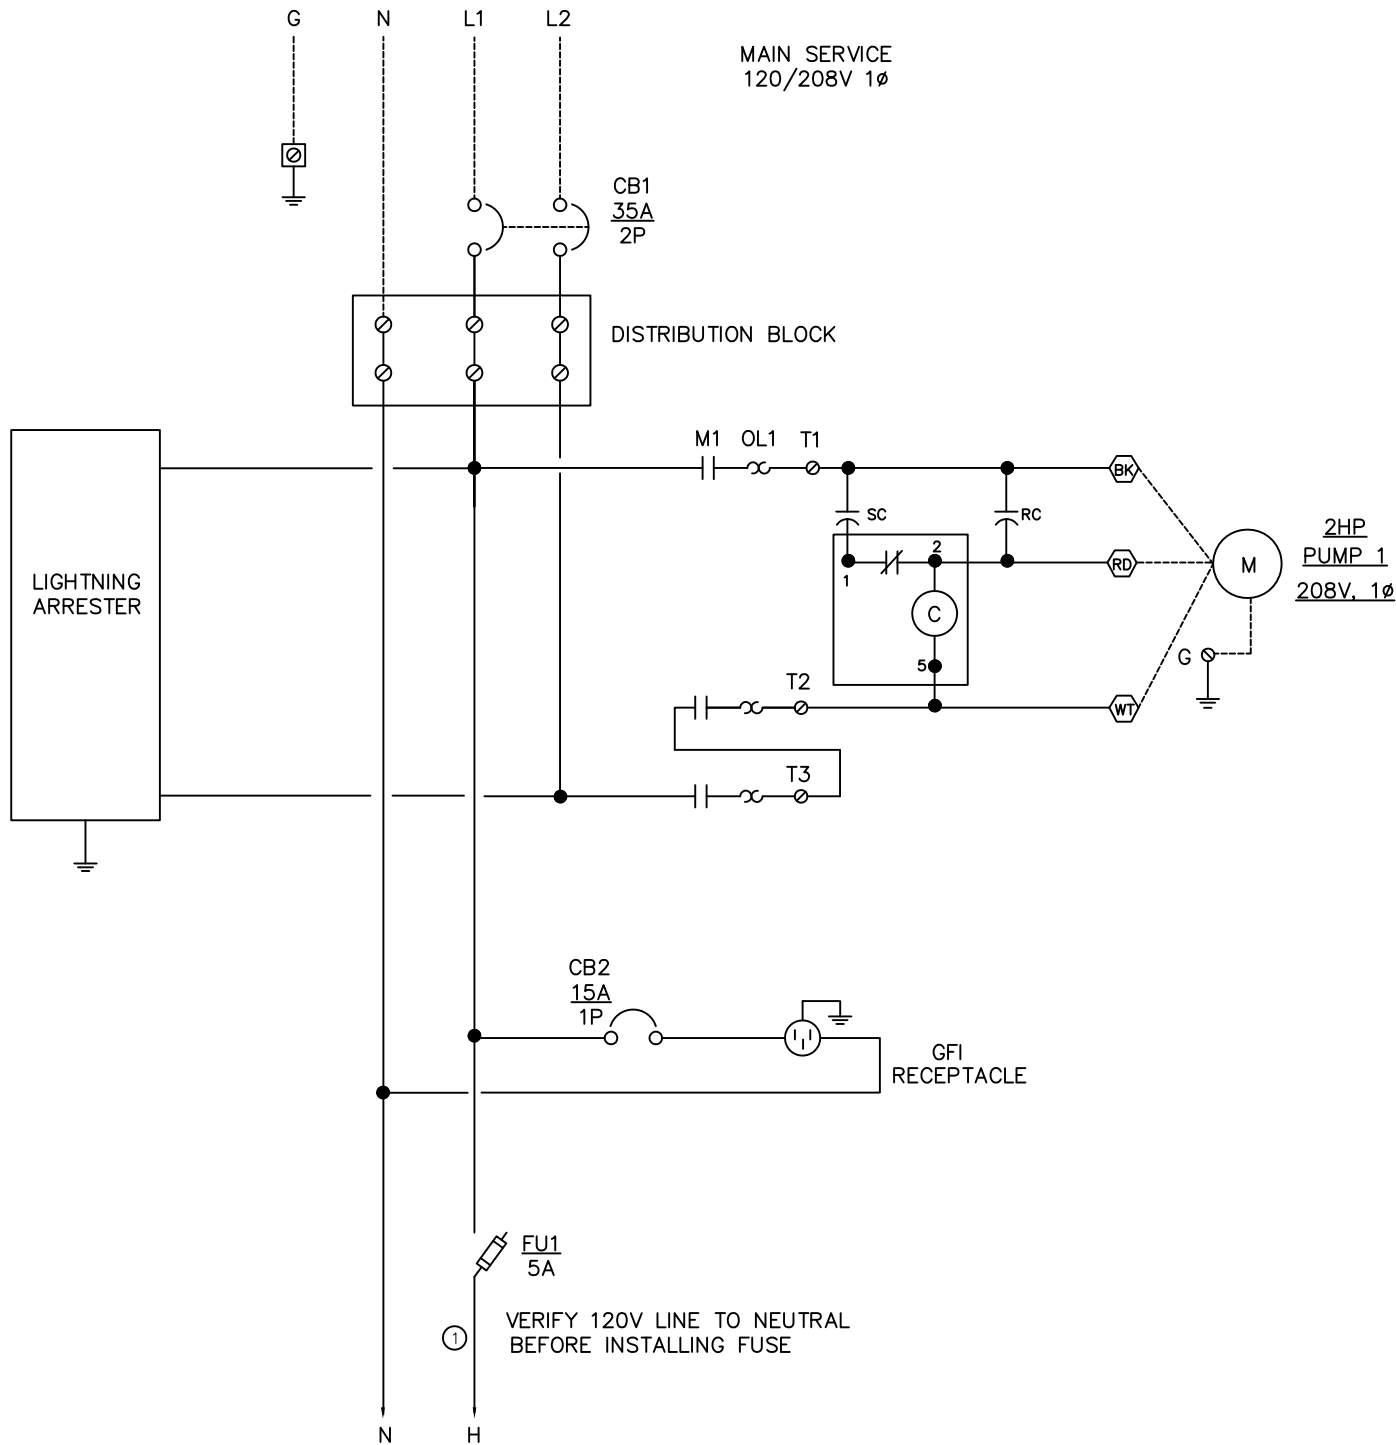 G
N
L1
L2
MAIN SERVICE
120/208V 1ø
CB1
35A
2P
DISTRIBUTION BLOCK
LIGHTNING
ARRESTER
M1
OL1
T1
SC
RC
BK
1
2
RD
C
5
M
2HP
PUMP 1
208V, 1ø
G
T2
WT
T3
CB2
15A
1P
GFI
RECEPTACLE
FU1
5A
1
VERIFY 120V LINE TO NEUTRAL
BEFORE INSTALLING FUSE
N
H